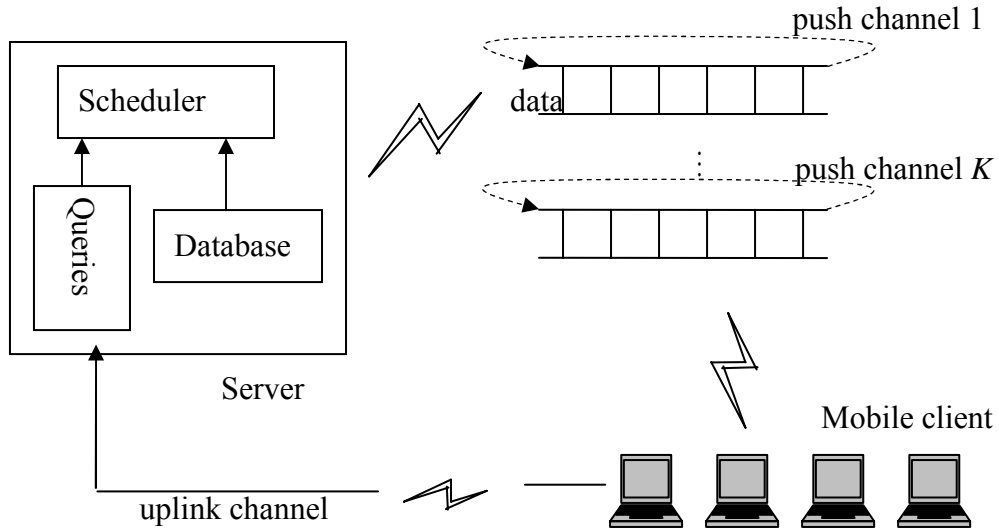 push channel 1
Scheduler
data
push channel K
Queries
Database
Server
Mobile client
uplink channel